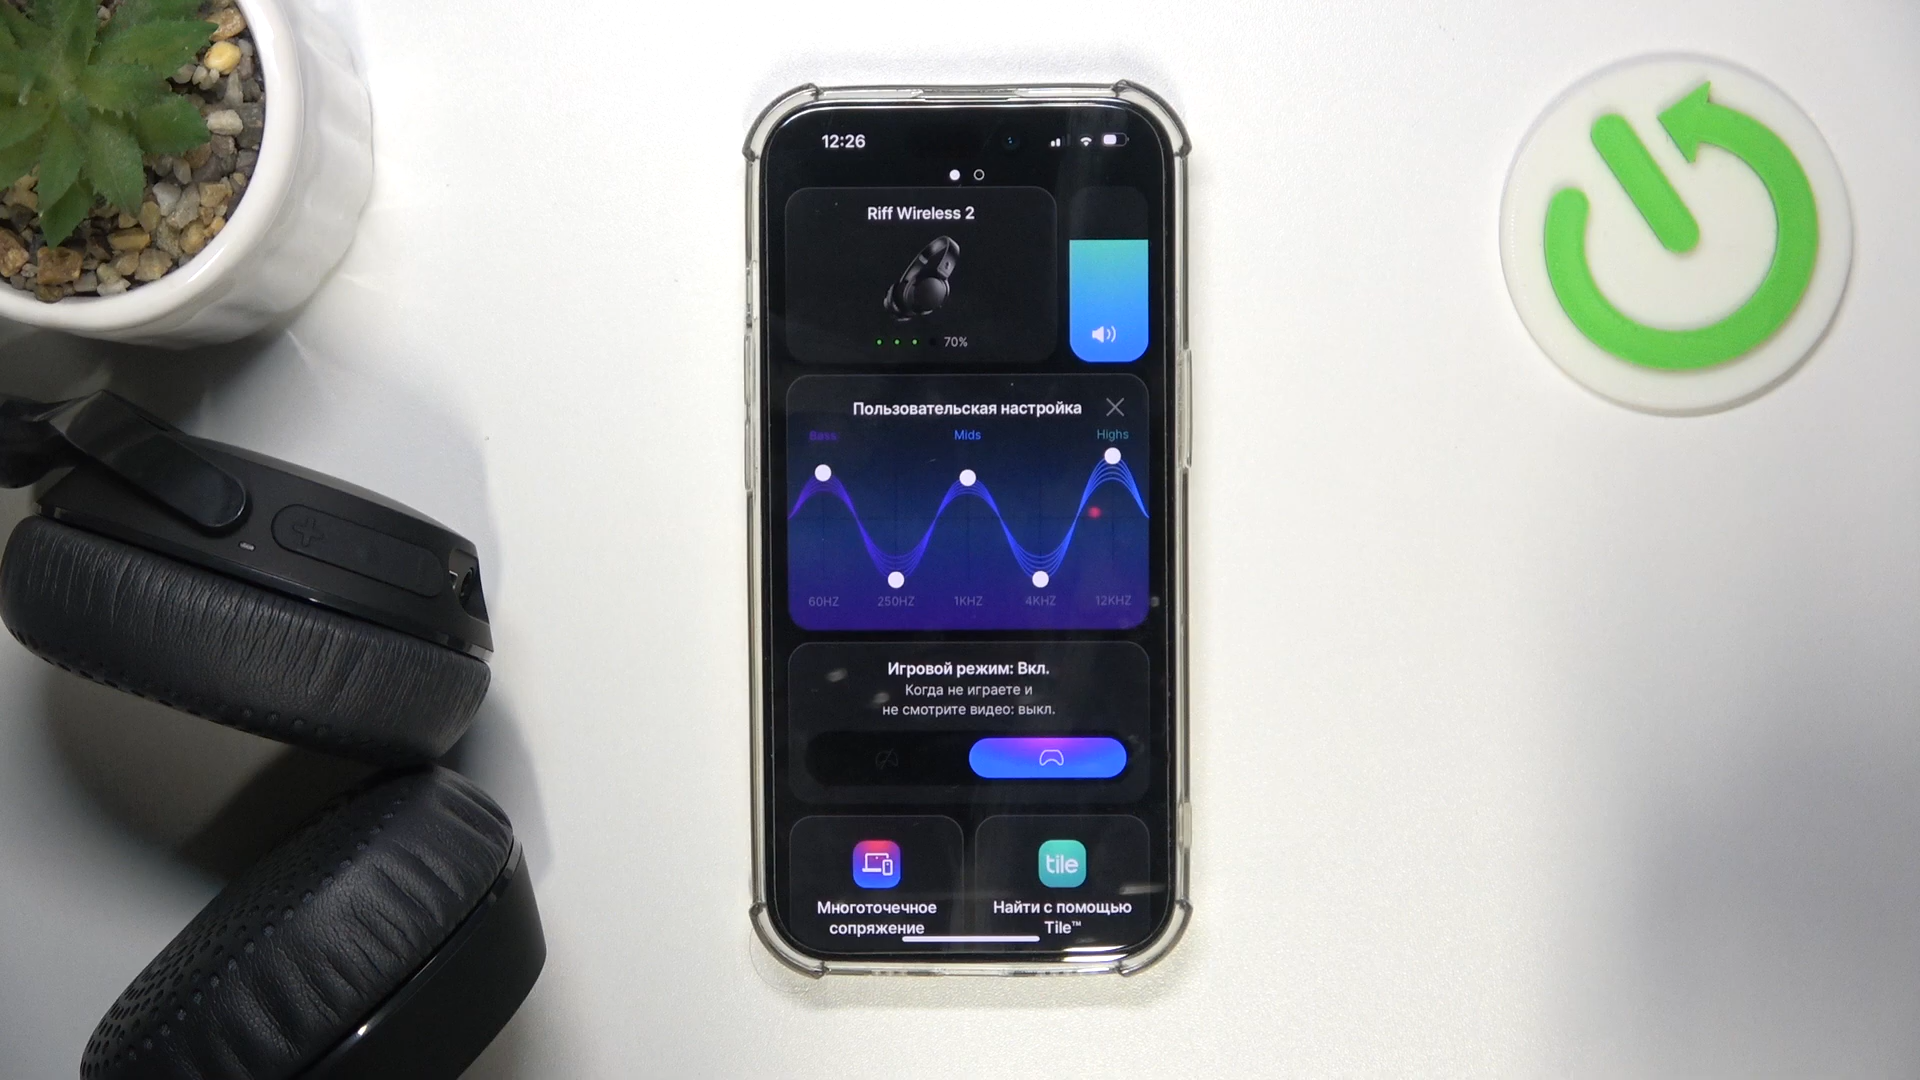 12:26
Riff Wireless 2
70%
Пользовательская настройка
Bass
Mids
Highs
60HZ
250HZ
1KHZ
4KHZ
12KHZ
Игровой режим: Вкл.
Когда не играете и
не смотрите видео: выкл.
tile
Многоточечное
сопряжение
Найти с помощью
Tile™